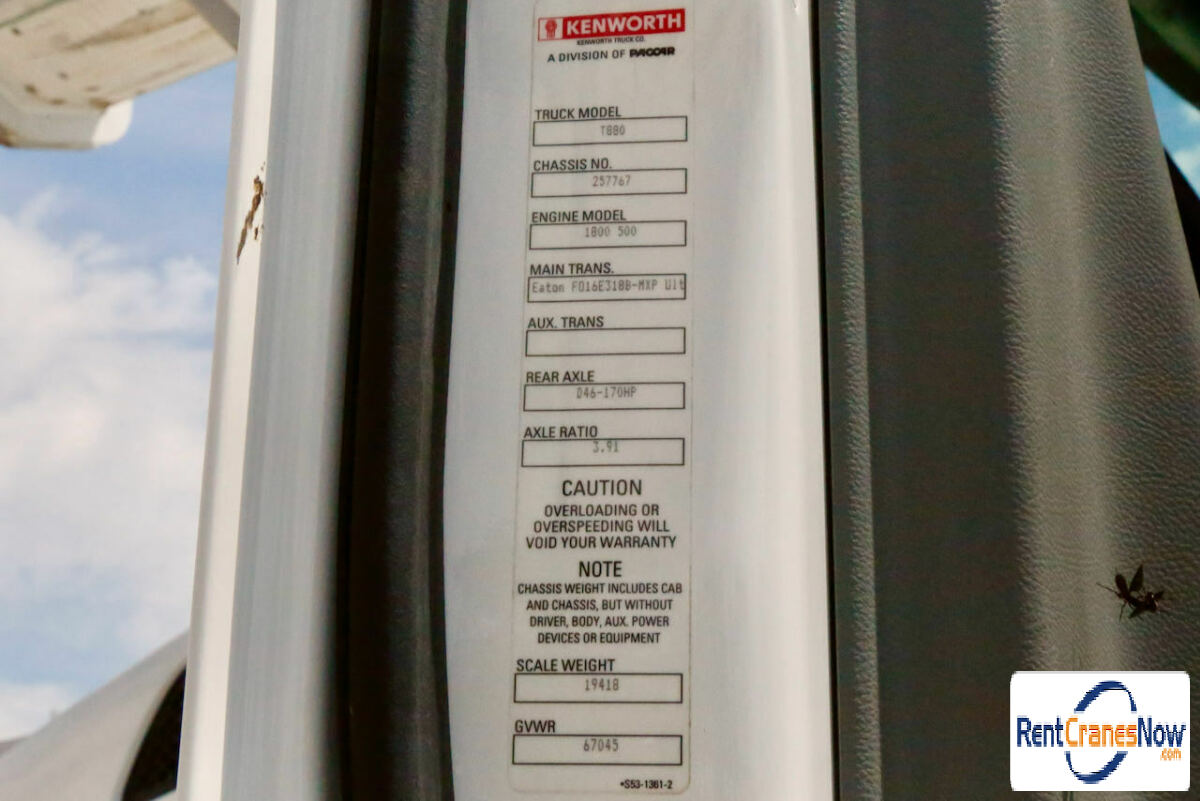 KENWORTH
KENWORTH TRUCK CO.
A DIVISION OF PACCAR
TRUCK MODEL
T880
CHASSIS NO.
257767
ENGINE MODEL
1800 500
MAIN TRANS.
Eaton FO16E318B-MXP Ult
AUX. TRANS
REAR AXLE
D46-170HP
AXLE RATIO
3.91
CAUTION
OVERLOADING OR
OVERSPEEDING WILL
VOID YOUR WARRANTY
NOTE
CHASSIS WEIGHT INCLUDES CAB
AND CHASSIS, BUT WITHOUT
DRIVER, BODY, AUX. POWER
DEVICES OR EQUIPMENT
SCALE WEIGHT
19418
GVWR
67045
•S53-1361-2
RentCranesNow
.com